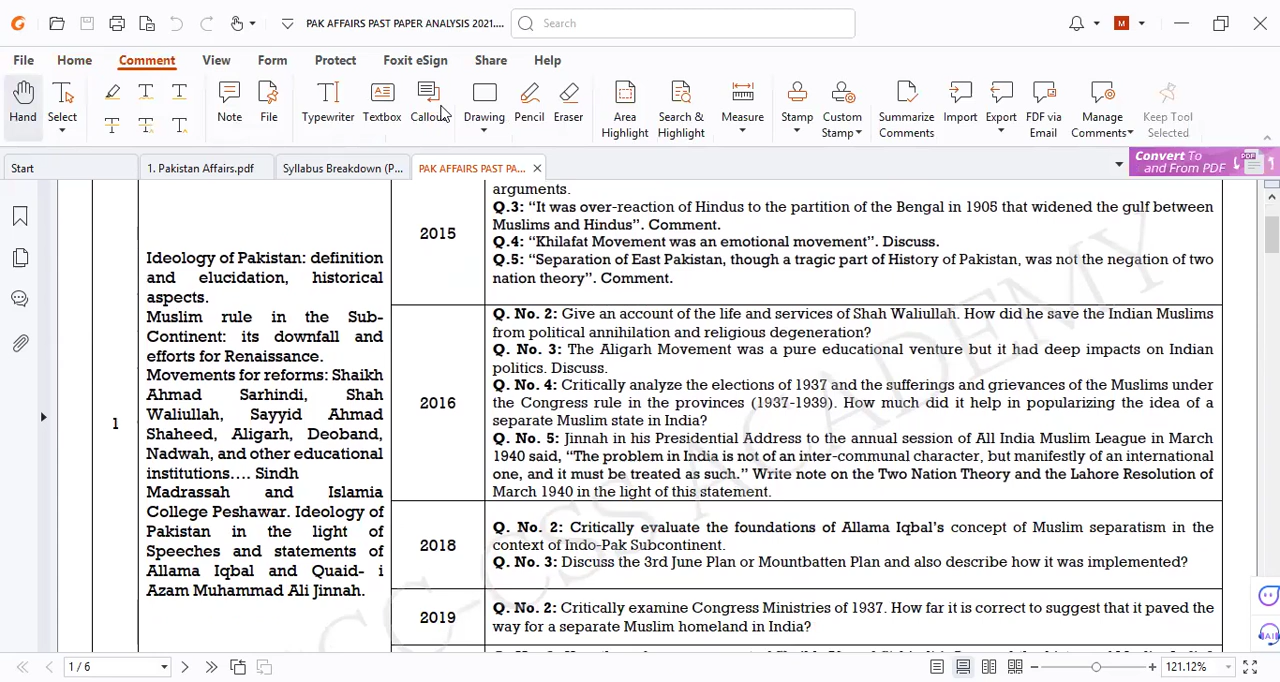 PAK AFFAIRS PAST PAPER ANALYSIS 2021....
Search
M
File Home Comment View Form Protect Foxit eSign Share Help
Hand Select Note File Typewriter Textbox Callout Drawing Pencil Eraser Area Highlight Search & Highlight Measure Stamp Custom Stamp Summarize Comments Import Export FDF via Email Manage Comments Keep Tool Selected
Start 1. Pakistan Affairs.pdf Syllabus Breakdown (P... PAK AFFAIRS PAST PA...
Convert To
and From PDF
PDF
1
Ideology of Pakistan: definition
and elucidation, historical
aspects.
Muslim rule in the Sub-
Continent: its downfall and
efforts for Renaissance.
Movements for reforms: Shaikh
Ahmad Sarhindi, Shah
Waliullah, Sayyid Ahmad
Shaheed, Aligarh, Deoband,
Nadwah, and other educational
institutions…. Sindh
Madrassah and Islamia
College Peshawar. Ideology of
Pakistan in the light of
Speeches and statements of
Allama Iqbal and Quaid- i
Azam Muhammad Ali Jinnah.
2015
arguments.
Q.3: “It was over-reaction of Hindus to the partition of the Bengal in 1905 that widened the gulf between
Muslims and Hindus”. Comment.
Q.4: “Khilafat Movement was an emotional movement”. Discuss.
Q.5: “Separation of East Pakistan, though a tragic part of History of Pakistan, was not the negation of two
nation theory”. Comment.
2016
Q. No. 2: Give an account of the life and services of Shah Waliullah. How did he save the Indian Muslims
from political annihilation and religious degeneration?
Q. No. 3: The Aligarh Movement was a pure educational venture but it had deep impacts on Indian
politics. Discuss.
Q. No. 4: Critically analyze the elections of 1937 and the sufferings and grievances of the Muslims under
the Congress rule in the provinces (1937-1939). How much did it help in popularizing the idea of a
separate Muslim state in India?
Q. No. 5: Jinnah in his Presidential Address to the annual session of All India Muslim League in March
1940 said, “The problem in India is not of an inter-communal character, but manifestly of an international
one, and it must be treated as such.” Write note on the Two Nation Theory and the Lahore Resolution of
March 1940 in the light of this statement.
2018
Q. No. 2: Critically evaluate the foundations of Allama Iqbal’s concept of Muslim separatism in the
context of Indo-Pak Subcontinent.
Q. No. 3: Discuss the 3rd June Plan or Mountbatten Plan and also describe how it was implemented?
2019
Q. No. 2: Critically examine Congress Ministries of 1937. How far it is correct to suggest that it paved the
way for a separate Muslim homeland in India?
CC-CSS ACADEMY
AI
1 / 6
121.12%